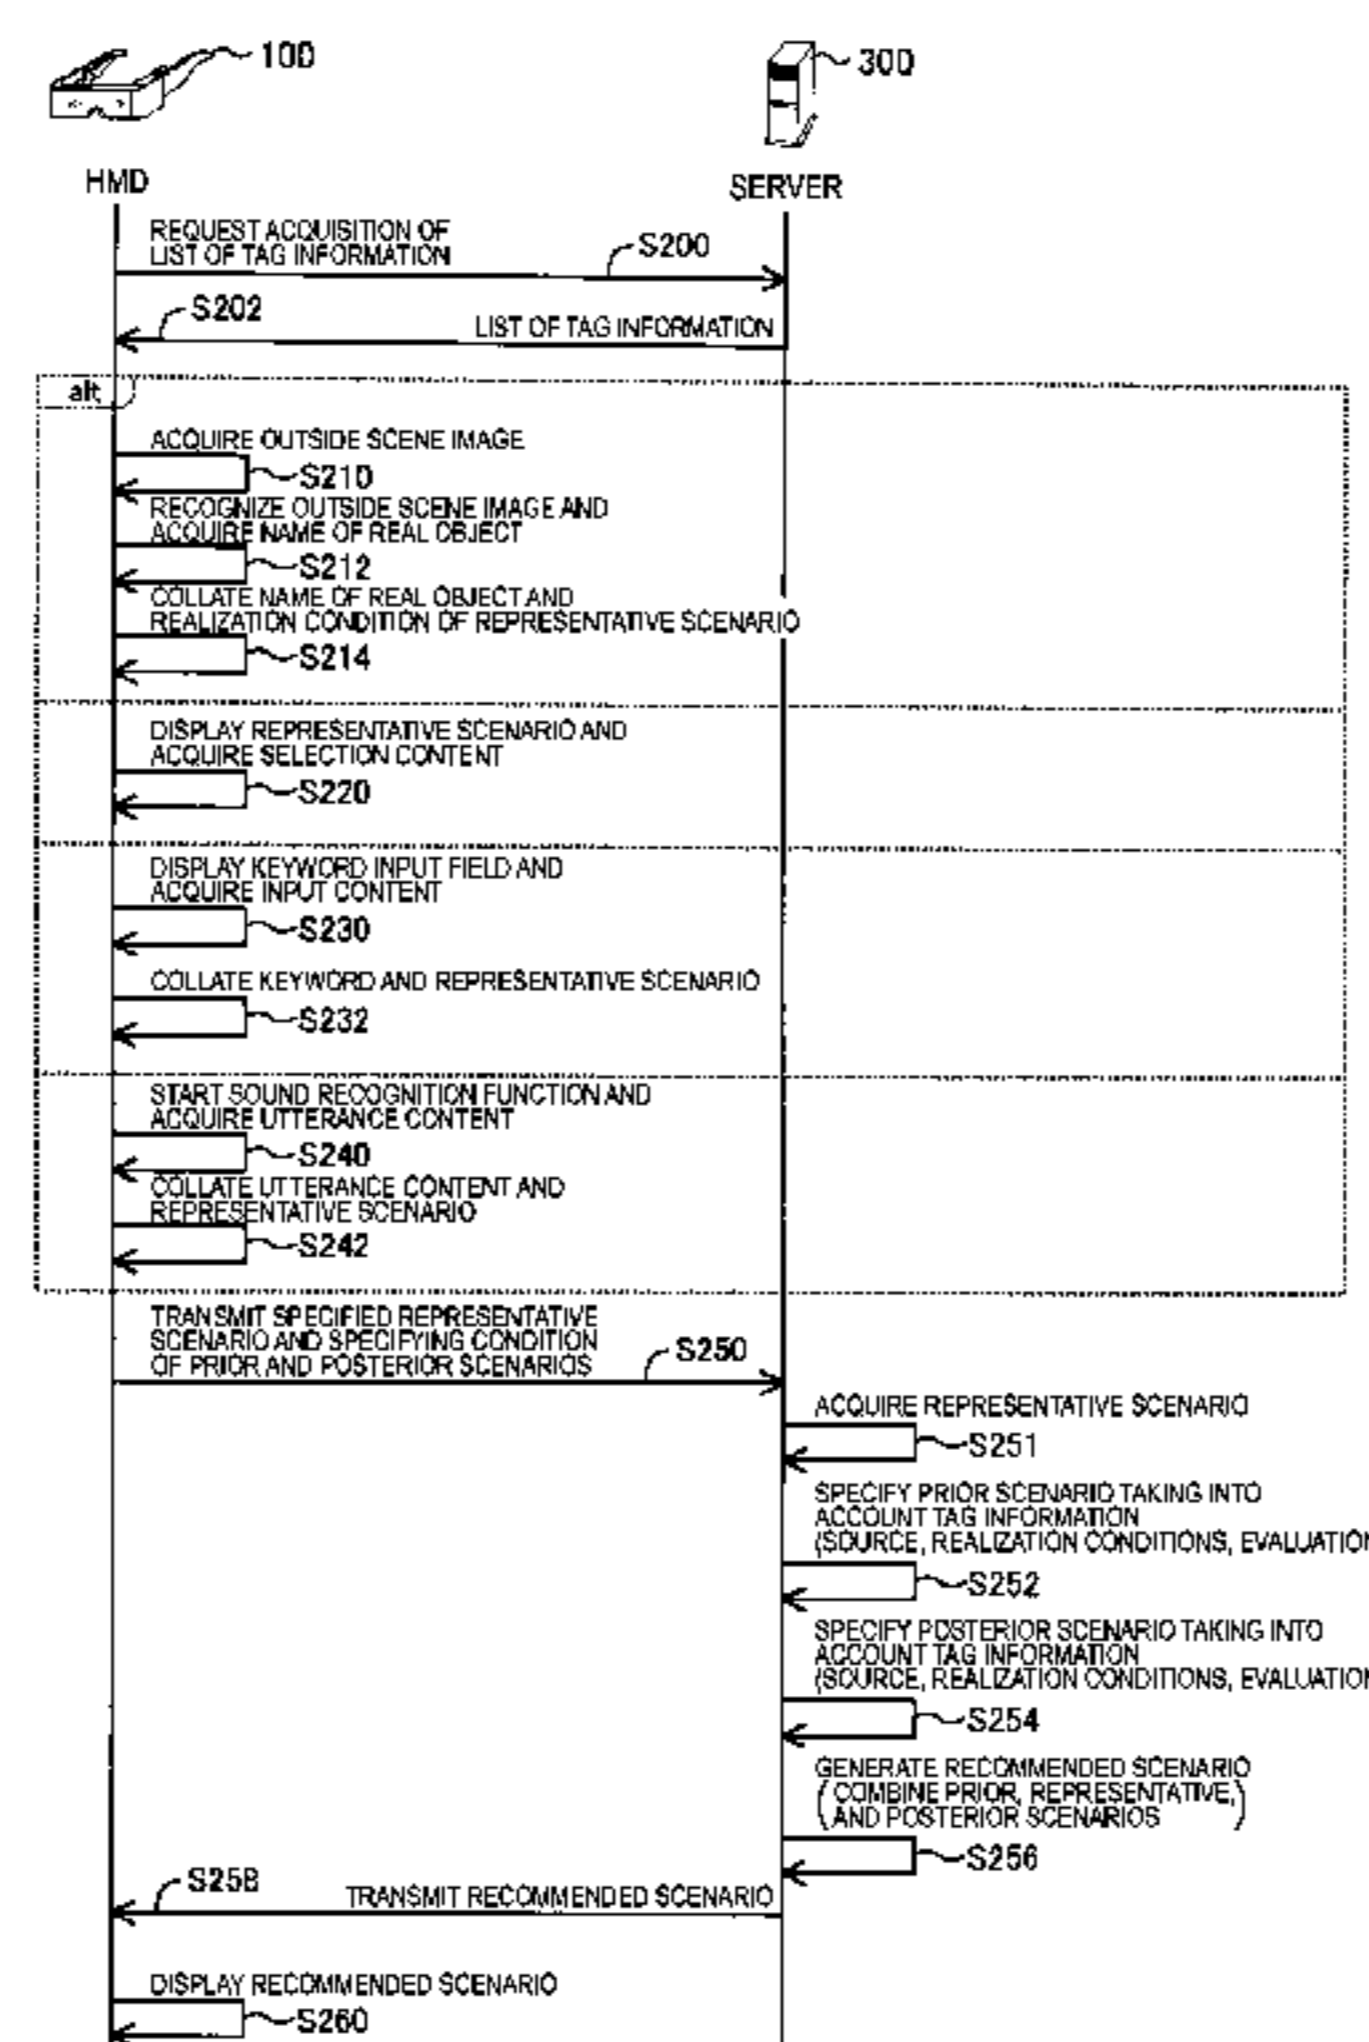 100
300
HMD
SERVER
REQUEST ACQUISITION OF
LIST OF TAG INFORMATION
S200
S202
LIST OF TAG INFORMATION
alt
ACQUIRE OUTSIDE SCENE IMAGE
S210
RECOGNIZE OUTSIDE SCENE IMAGE AND
ACQUIRE NAME OF REAL OBJECT
S212
COLLATE NAME OF REAL OBJECT AND
REALIZATION CONDITION OF REPRESENTATIVE SCENARIO
S214
DISPLAY REPRESENTATIVE SCENARIO AND
ACQUIRE SELECTION CONTENT
S220
DISPLAY KEYWORD INPUT FIELD AND
ACQUIRE INPUT CONTENT
S230
COLLATE KEYWORD AND REPRESENTATIVE SCENARIO
S232
START SOUND RECOGNITION FUNCTION AND
ACQUIRE UTTERANCE CONTENT
S240
COLLATE UTTERANCE CONTENT AND
REPRESENTATIVE SCENARIO
S242
TRANSMIT SPECIFIED REPRESENTATIVE
SCENARIO AND SPECIFYING CONDITION
OF PRIOR AND POSTERIOR SCENARIOS
S250
ACQUIRE REPRESENTATIVE SCENARIO
S251
SPECIFY PRIOR SCENARIO TAKING INTO
ACCOUNT TAG INFORMATION
(SOURCE, REALIZATION CONDITIONS, EVALUATION
S252
SPECIFY POSTERIOR SCENARIO TAKING INTO
ACCOUNT TAG INFORMATION
(SOURCE, REALIZATION CONDITIONS, EVALUATION
S254
GENERATE RECOMMENDED SCENARIO
(COMBINE PRIOR, REPRESENTATIVE,
AND POSTERIOR SCENARIOS)
S256
S258
TRANSMIT RECOMMENDED SCENARIO
DISPLAY RECOMMENDED SCENARIO
S260